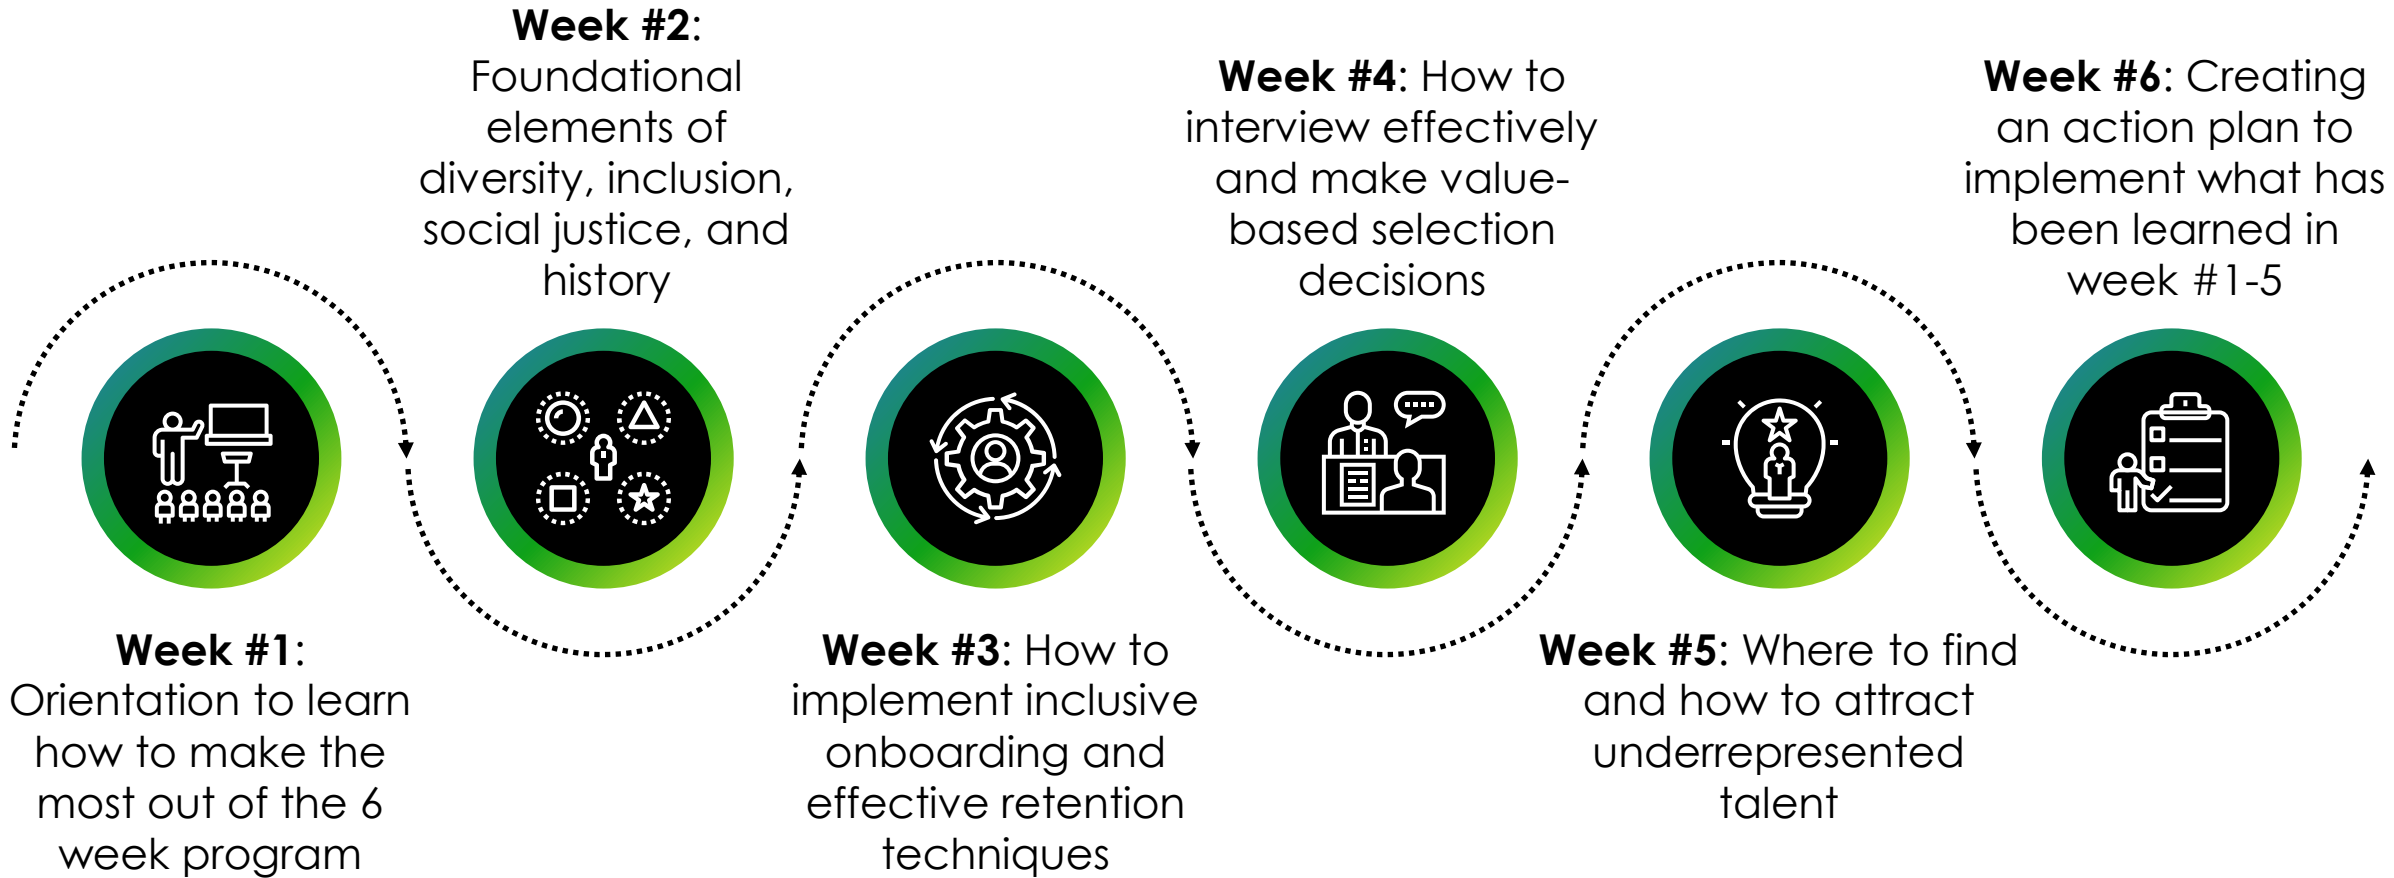 Week #1:
Orientation to learn
how to make the
most out of the 6
week program
Week #2:
Foundational
elements of
diversity, inclusion,
social justice, and
history
Week #3: How to
implement inclusive
onboarding and
effective retention
techniques
Week #4: How to
interview effectively
and make value-
based selection
decisions
Week #5: Where to find
and how to attract
underrepresented
talent
Week #6: Creating
an action plan to
implement what has
been learned in
week #1-5